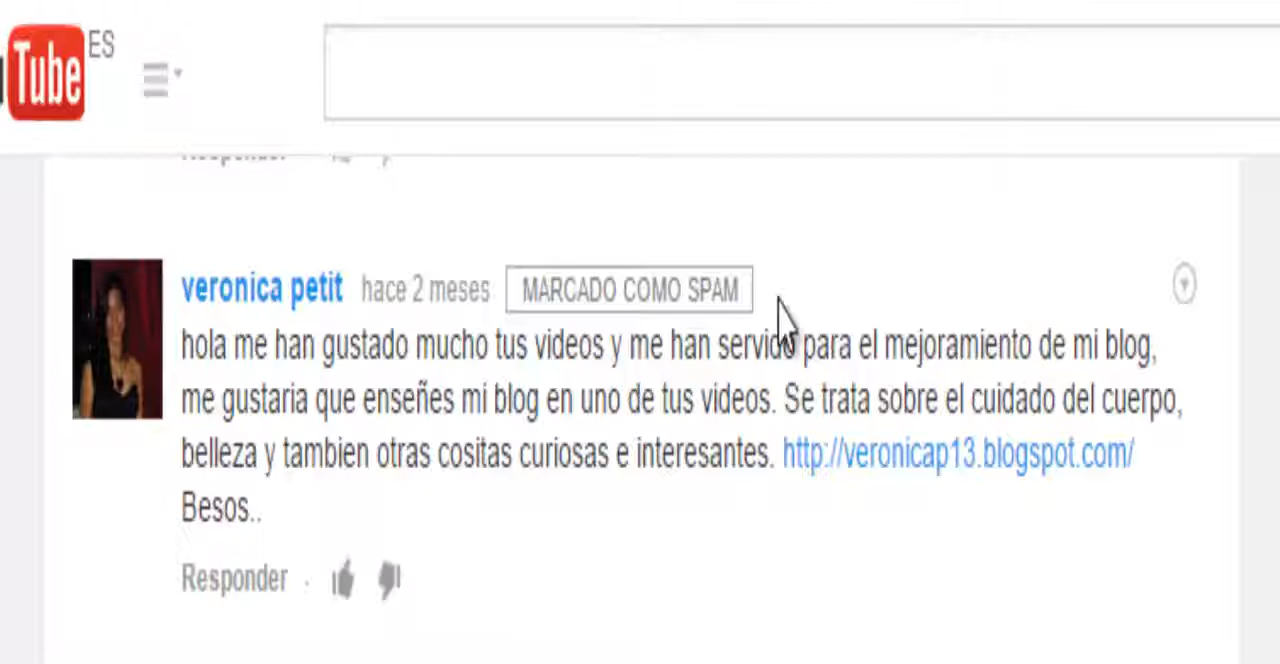 Tube ES
veronica petit hace 2 meses MARCADO COMO SPAM
hola me han gustado mucho tus videos y me han servido para el mejoramiento de mi blog,
me gustaria que enseñes mi blog en uno de tus videos. Se trata sobre el cuidado del cuerpo,
belleza y tambien otras cositas curiosas e interesantes. http://veronicap13.blogspot.com/
Besos..
Responder